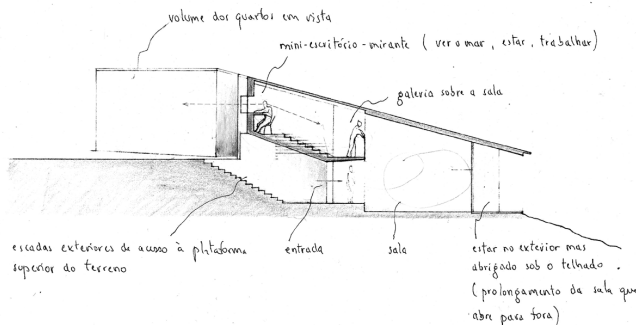 volume dos quartos em vista
mini-escritório-mirante ( ver o mar, estar, trabalhar)
galeria sobre a sala
escadas exteriores de acesso à plataforma
superior do terreno
entrada
sala
estar no exterior mas
abrigado sob o telhado.
(prolongamento da sala que
abre para fora)